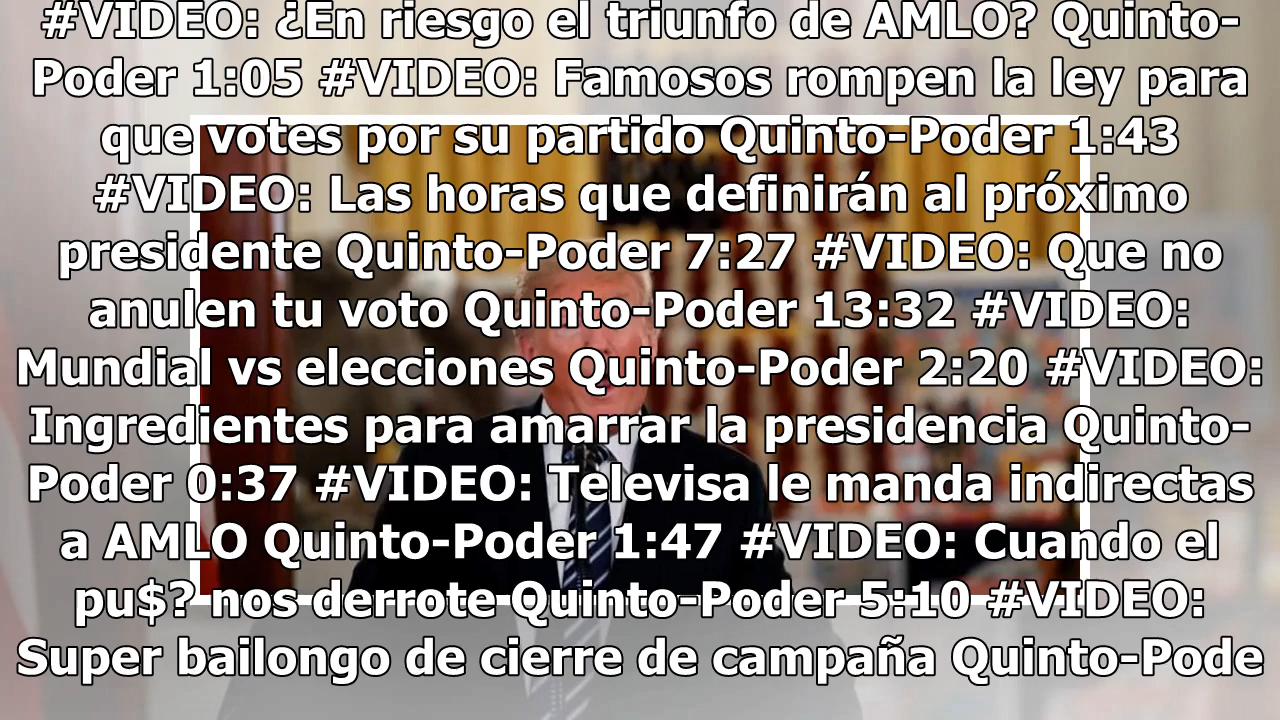 #VIDEO: ¿En riesgo el triunfo de AMLO? Quinto-
Poder 1:05 #VIDEO: Famosos rompen la ley para
que votes por su partido Quinto-Poder 1:43
#VIDEO: Las horas que definirán al próximo
presidente Quinto-Poder 7:27 #VIDEO: Que no
anulen tu voto Quinto-Poder 13:32 #VIDEO:
Mundial vs elecciones Quinto-Poder 2:20 #VIDEO:
Ingredientes para amarrar la presidencia Quinto-
Poder 0:37 #VIDEO: Televisa le manda indirectas
a AMLO Quinto-Poder 1:47 #VIDEO: Cuando el
pu$? nos derrote Quinto-Poder 5:10 #VIDEO:
Super bailongo de cierre de campaña Quinto-Pode